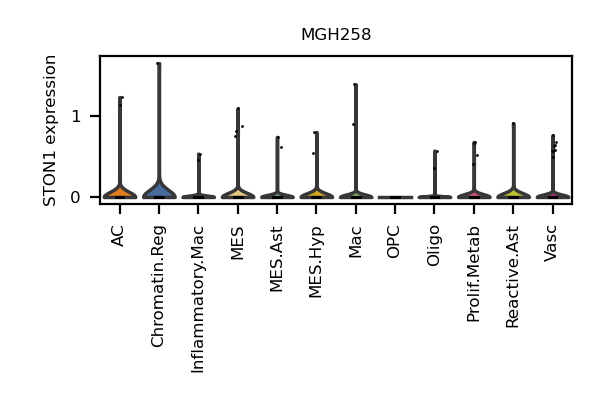 MGH258
STON1 expression
1
0
AC
Chromatin.Reg
Inflammatory.Mac
MES
MES.Ast
MES.Hyp
Mac
OPC
Oligo
Prolif.Metab
Reactive.Ast
Vasc